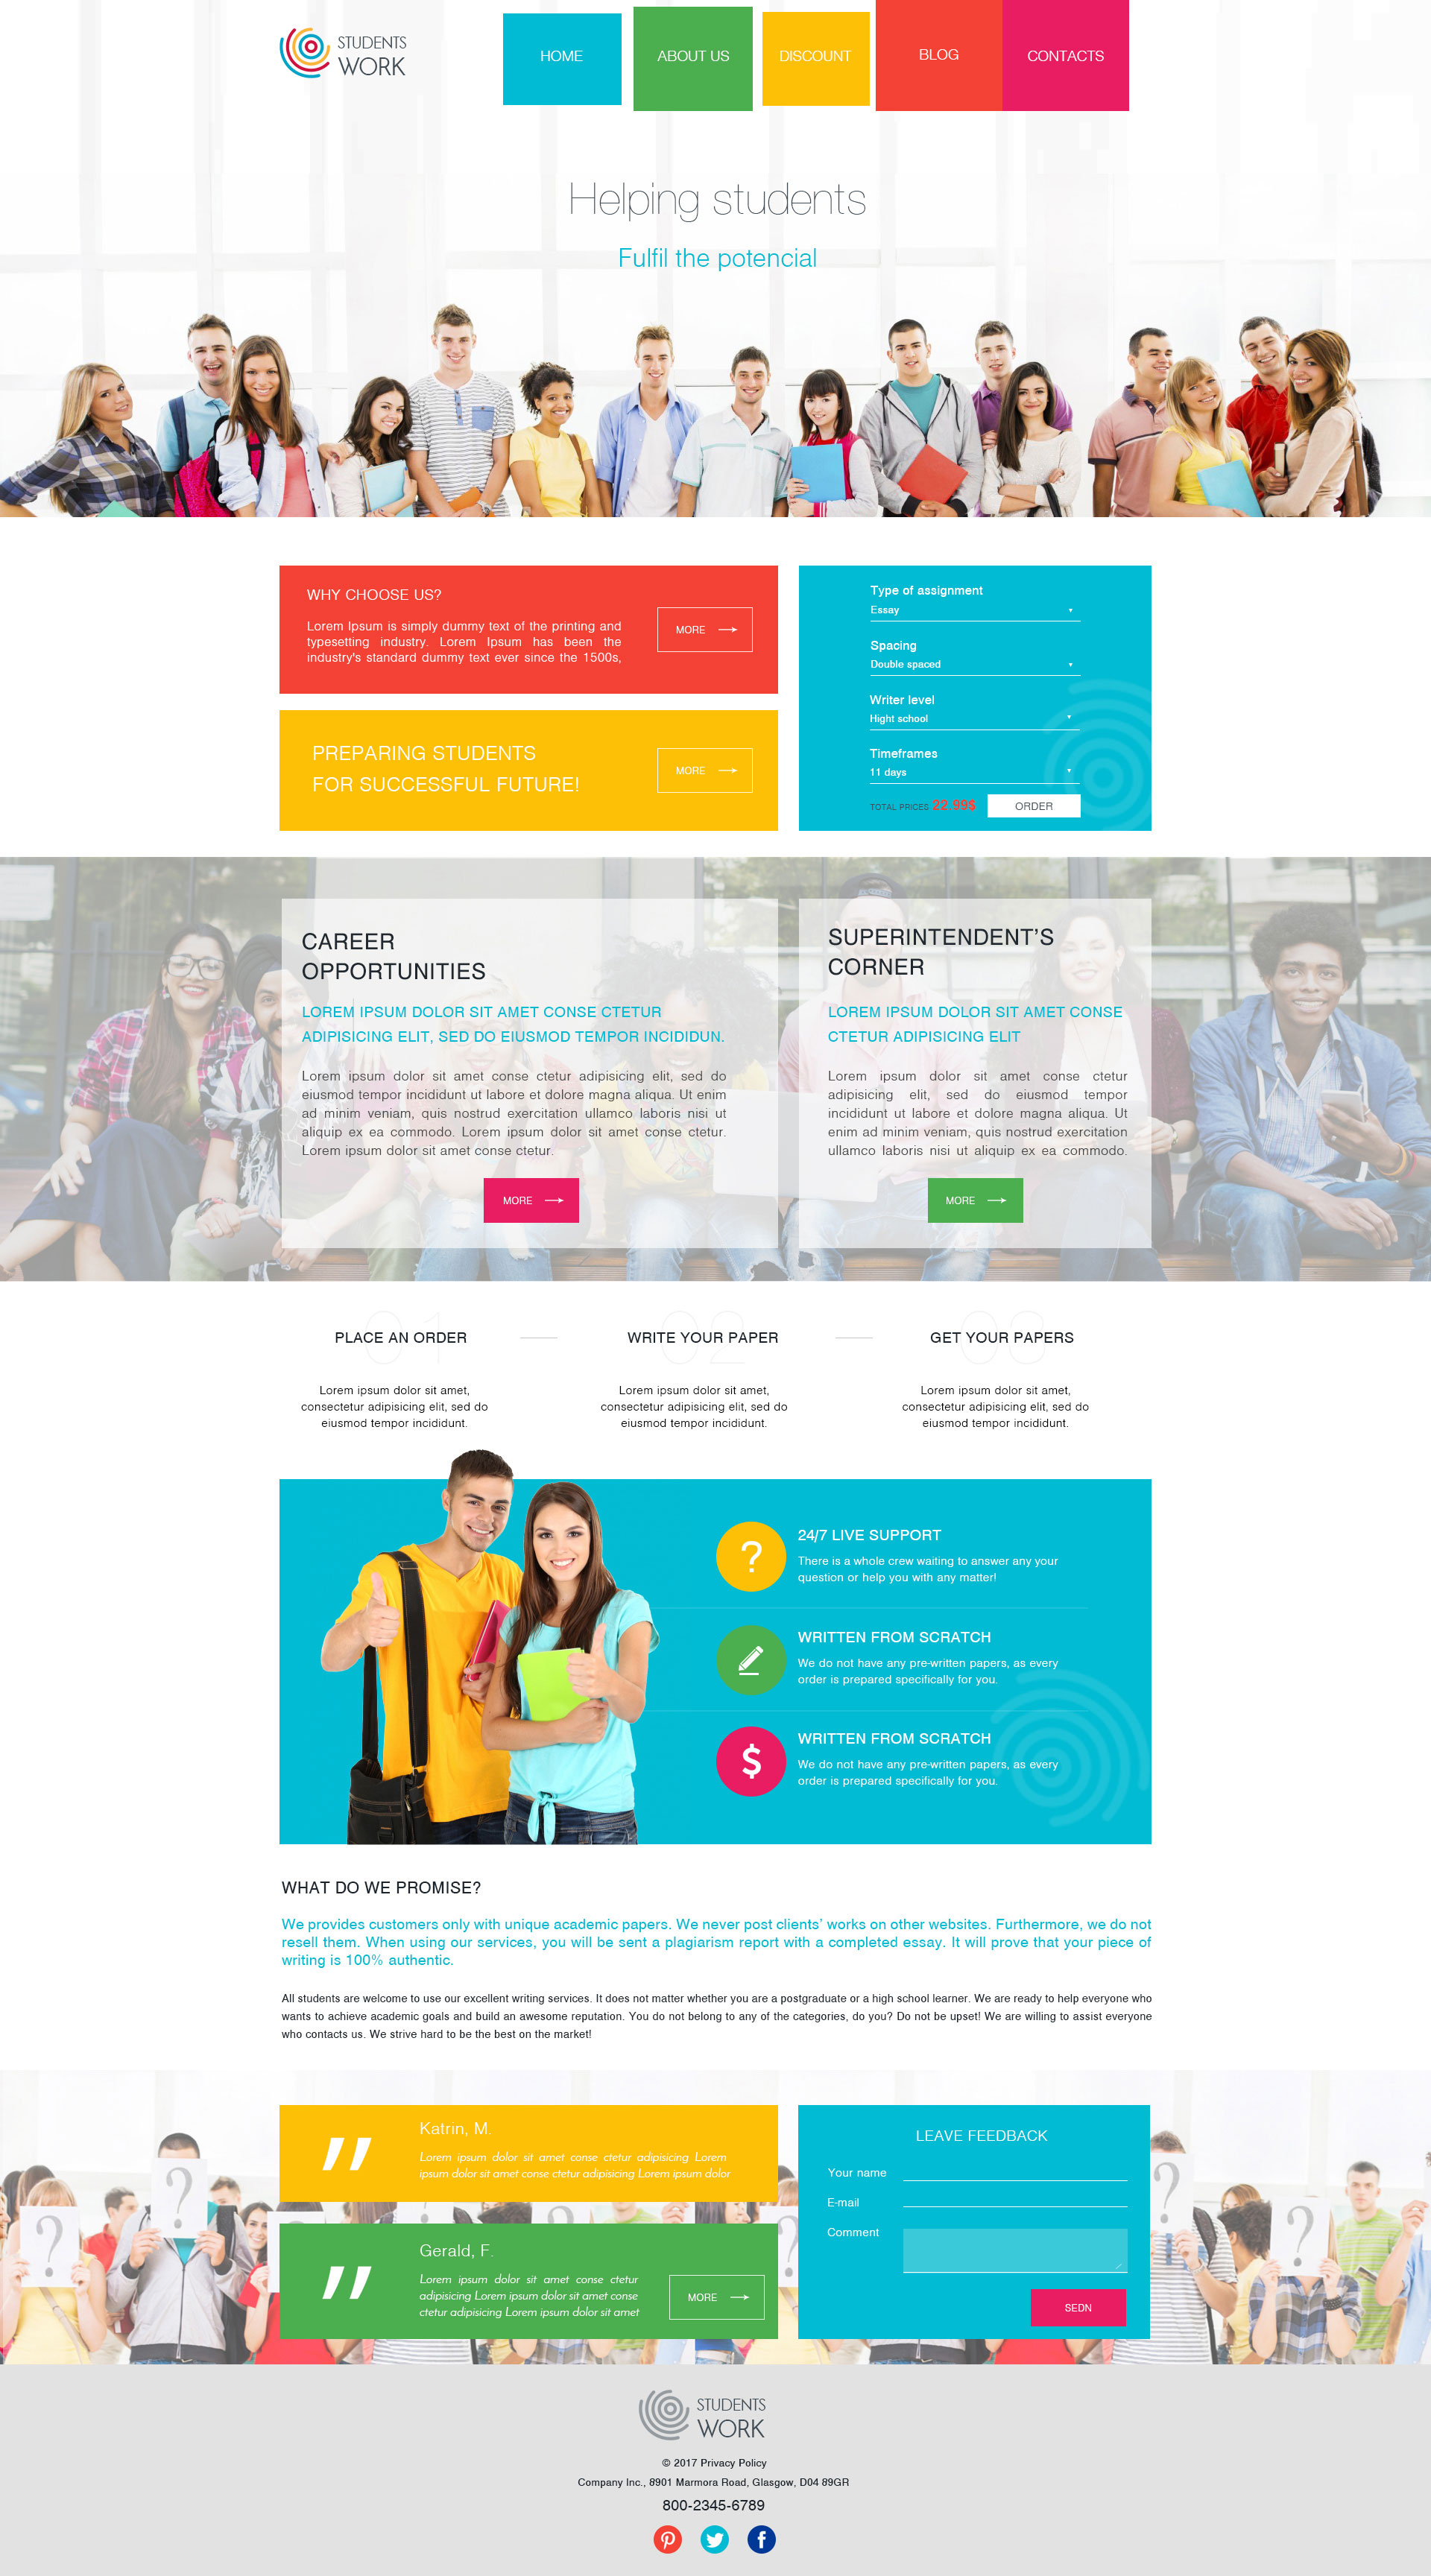 STUDENTS
WORK
HOME
ABOUT US
DISCOUNT
BLOG
CONTACTS
Helping students
Fulfil the potencial
WHY CHOOSE US?
Lorem Ipsum is simply dummy text of the printing and
typesetting industry. Lorem Ipsum has been the
industry's standard dummy text ever since the 1500s,
MORE
PREPARING STUDENTS
FOR SUCCESSFUL FUTURE!
MORE
Type of assignment
Essay
Spacing
Double spaced
Writer level
Hight school
Timeframes
11 days
TOTAL PRICES 22.99$
ORDER
CAREER
OPPORTUNITIES
LOREM IPSUM DOLOR SIT AMET CONSE CTETUR
ADIPISICING ELIT, SED DO EIUSMOD TEMPOR INCIDIDUN.
Lorem ipsum dolor sit amet conse ctetur adipisicing elit, sed do
eiusmod tempor incididunt ut labore et dolore magna aliqua. Ut enim
ad minim veniam, quis nostrud exercitation ullamco laboris nisi ut
aliquip ex ea commodo. Lorem ipsum dolor sit amet conse ctetur.
Lorem ipsum dolor sit amet conse ctetur.
MORE
SUPERINTENDENT’S
CORNER
LOREM IPSUM DOLOR SIT AMET CONSE
CTETUR ADIPISICING ELIT
Lorem ipsum dolor sit amet conse ctetur
adipisicing elit, sed do eiusmod tempor
incididunt ut labore et dolore magna aliqua. Ut
enim ad minim veniam, quis nostrud exercitation
ullamco laboris nisi ut aliquip ex ea commodo.
MORE
01
PLACE AN ORDER
Lorem ipsum dolor sit amet,
consectetur adipisicing elit, sed do
eiusmod tempor incididunt.
02
WRITE YOUR PAPER
Lorem ipsum dolor sit amet,
consectetur adipisicing elit, sed do
eiusmod tempor incididunt.
03
GET YOUR PAPERS
Lorem ipsum dolor sit amet,
consectetur adipisicing elit, sed do
eiusmod tempor incididunt.
?
24/7 LIVE SUPPORT
There is a whole crew waiting to answer any your
question or help you with any matter!
WRITTEN FROM SCRATCH
We do not have any pre-written papers, as every
order is prepared specifically for you.
$
WRITTEN FROM SCRATCH
We do not have any pre-written papers, as every
order is prepared specifically for you.
WHAT DO WE PROMISE?
We provides customers only with unique academic papers. We never post clients’ works on other websites. Furthermore, we do not
resell them. When using our services, you will be sent a plagiarism report with a completed essay. It will prove that your piece of
writing is 100% authentic.
All students are welcome to use our excellent writing services. It does not matter whether you are a postgraduate or a high school learner. We are ready to help everyone who
wants to achieve academic goals and build an awesome reputation. You do not belong to any of the categories, do you? Do not be upset! We are willing to assist everyone
who contacts us. We strive hard to be the best on the market!
Katrin, M.
Lorem ipsum dolor sit amet conse ctetur adipisicing Lorem
ipsum dolor sit amet conse ctetur adipisicing Lorem ipsum dolor
Gerald, F.
Lorem ipsum dolor sit amet conse ctetur
adipisicing Lorem ipsum dolor sit amet conse
ctetur adipisicing Lorem ipsum dolor sit amet
MORE
LEAVE FEEDBACK
Your name
E-mail
Comment
SEDN
STUDENTS
WORK
© 2017 Privacy Policy
Company Inc., 8901 Marmora Road, Glasgow, D04 89GR
800-2345-6789